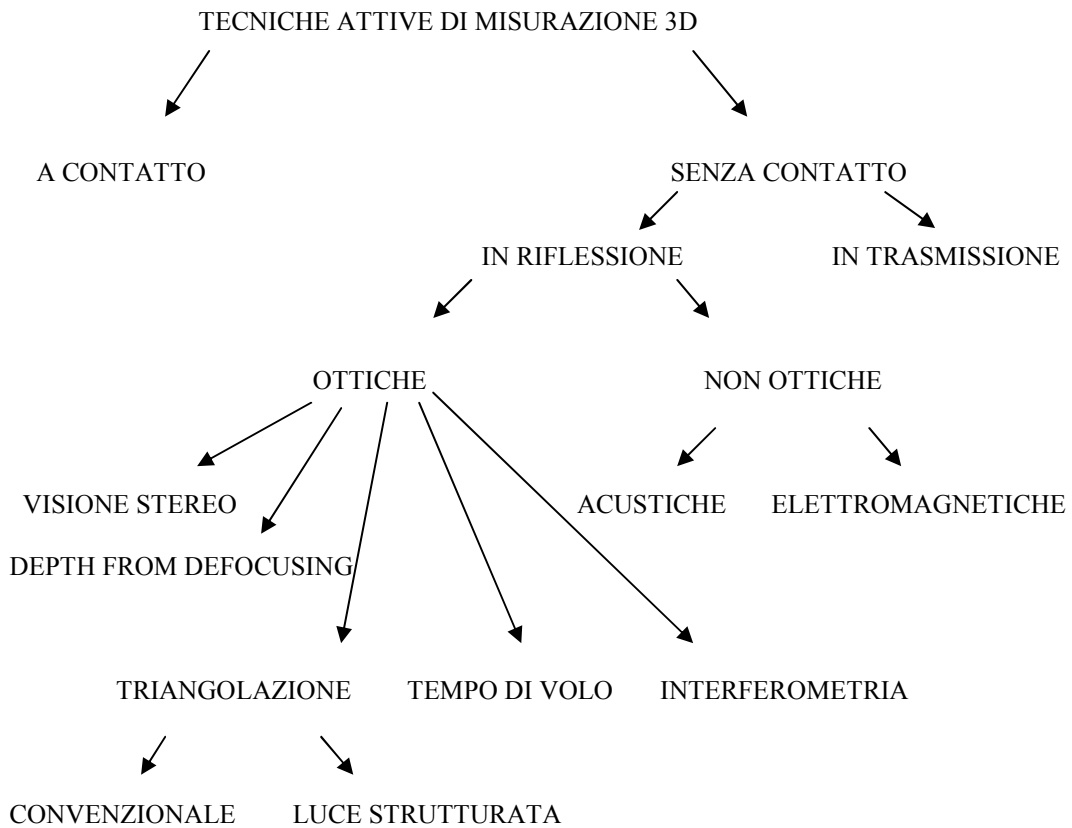 TECNICHE ATTIVE DI MISURAZIONE 3D
A CONTATTO
SENZA CONTATTO
IN RIFLESSIONE
IN TRASMISSIONE
OTTICHE
NON OTTICHE
VISIONE STEREO
ACUSTICHE
ELETTROMAGNETICHE
DEPTH FROM DEFOCUSING
TRIANGOLAZIONE
TEMPO DI VOLO
INTERFEROMETRIA
CONVENZIONALE
LUCE STRUTTURATA